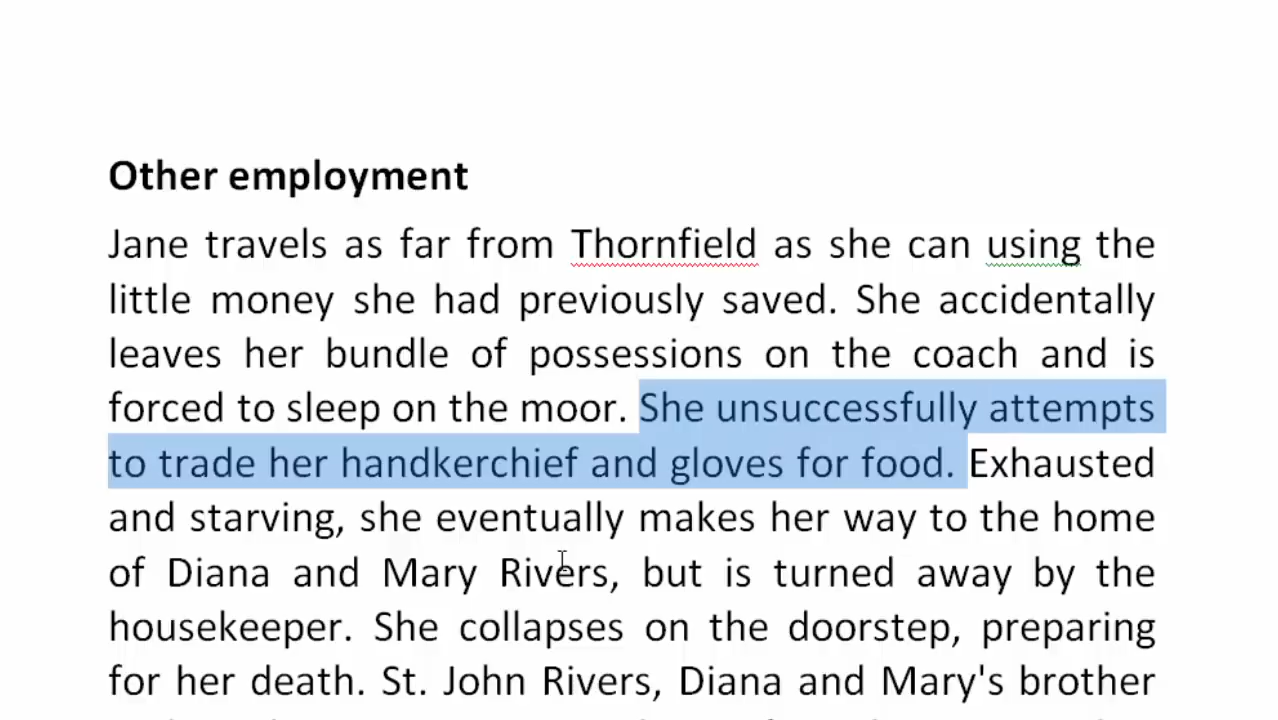 Other employment
Jane travels as far from Thornfield as she can using the
little money she had previously saved. She accidentally
leaves her bundle of possessions on the coach and is
forced to sleep on the moor. She unsuccessfully attempts
to trade her handkerchief and gloves for food. Exhausted
and starving, she eventually makes her way to the home
of Diana and Mary Rivers, but is turned away by the
housekeeper. She collapses on the doorstep, preparing
for her death. St. John Rivers, Diana and Mary's brother